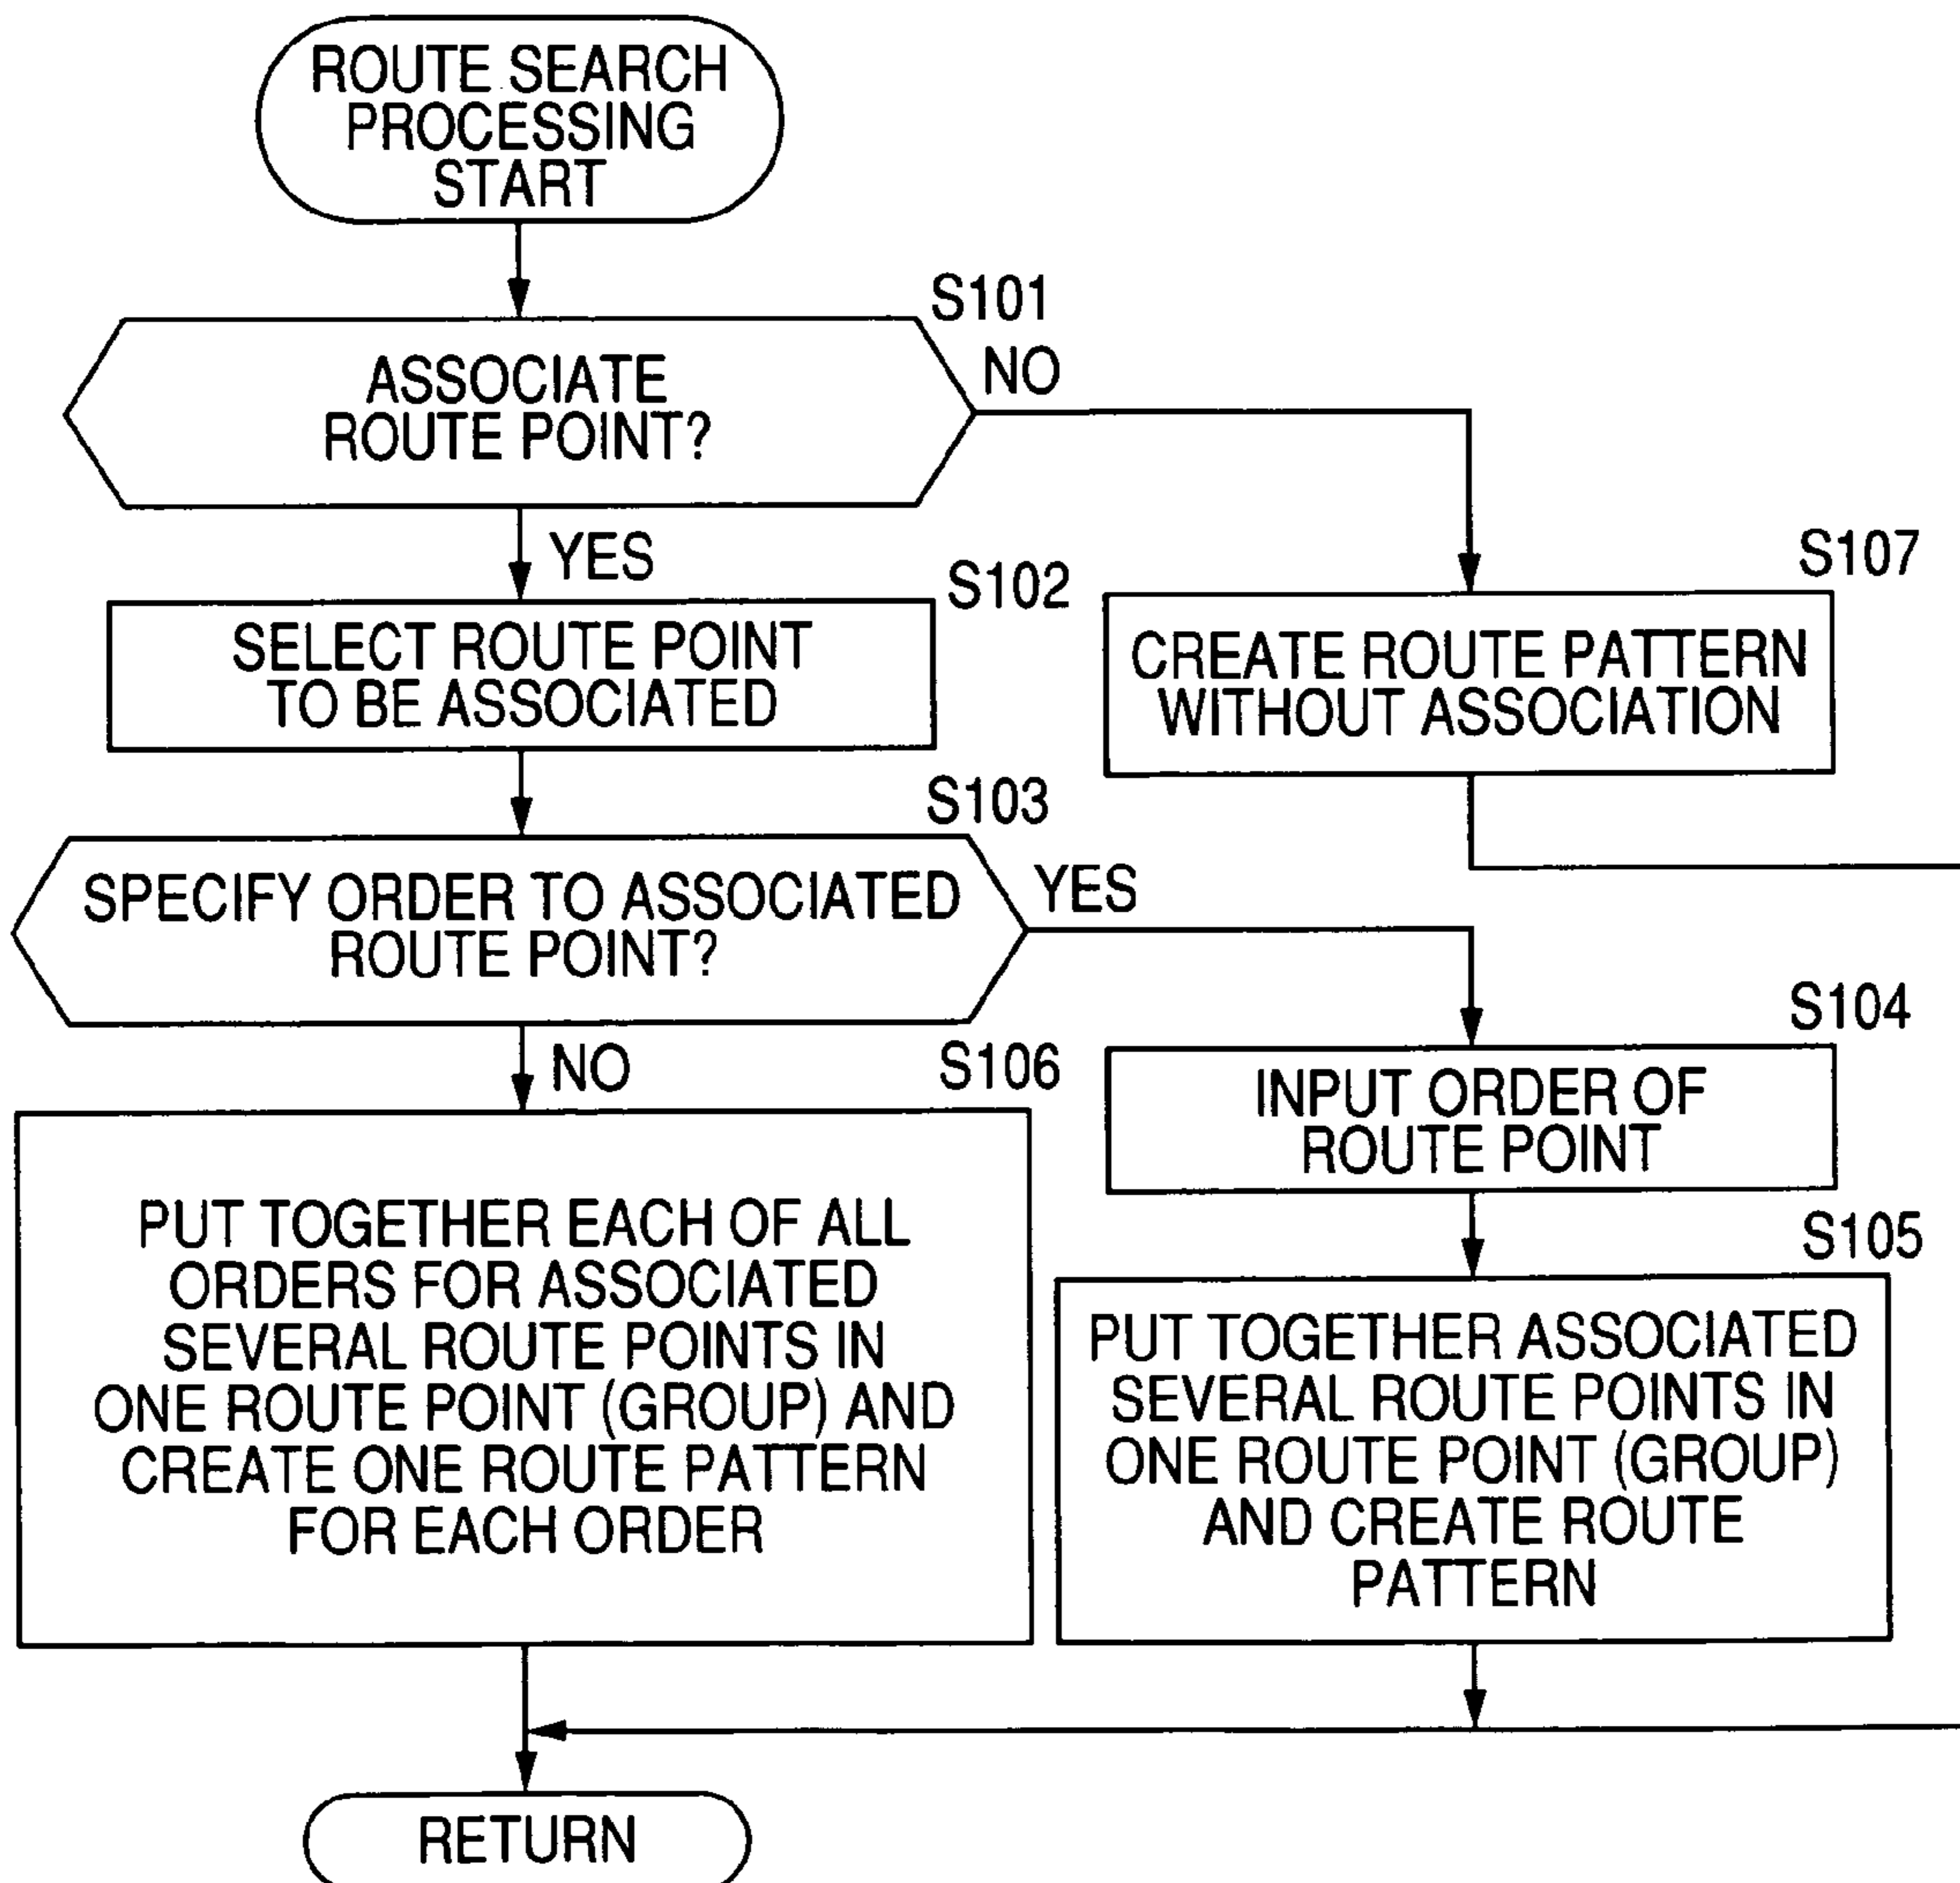 ROUTE SEARCH
PROCESSING
START
S101
ASSOCIATE
ROUTE POINT?
NO
YES
S102
SELECT ROUTE POINT
TO BE ASSOCIATED
S107
CREATE ROUTE PATTERN
WITHOUT ASSOCIATION
S103
SPECIFY ORDER TO ASSOCIATED
ROUTE POINT?
YES
NO
S104
INPUT ORDER OF
ROUTE POINT
S106
PUT TOGETHER EACH OF ALL
ORDERS FOR ASSOCIATED
SEVERAL ROUTE POINTS IN
ONE ROUTE POINT (GROUP) AND
CREATE ONE ROUTE PATTERN
FOR EACH ORDER
S105
PUT TOGETHER ASSOCIATED
SEVERAL ROUTE POINTS IN
ONE ROUTE POINT (GROUP)
AND CREATE ROUTE
PATTERN
RETURN